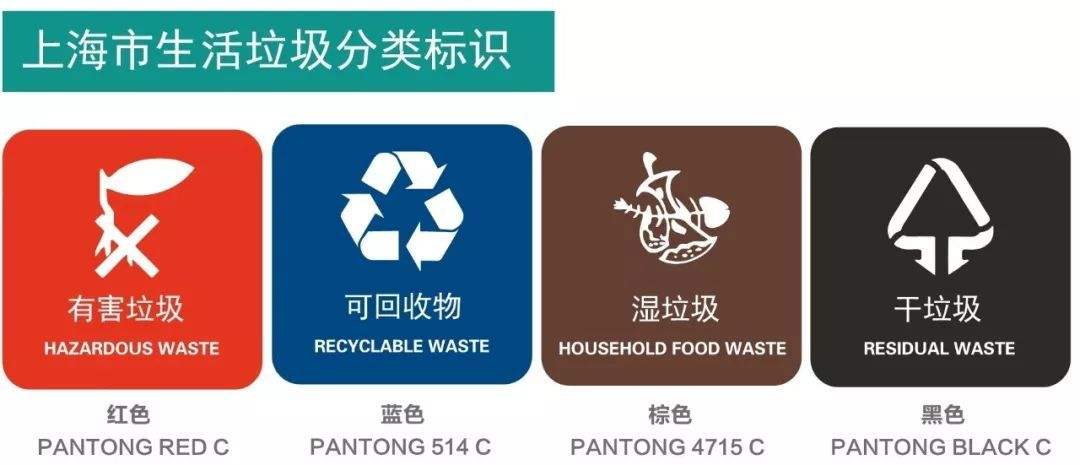 上海市生活垃圾分类标识
有害垃圾
HAZARDOUS WASTE
可回收物
RECYCLABLE WASTE
湿垃圾
HOUSEHOLD FOOD WASTE
干垃圾
RESIDUAL WASTE
红色
PANTONG RED C
蓝色
PANTONG 514 C
棕色
PANTONG 4715 C
黑色
PANTONG BLACK C